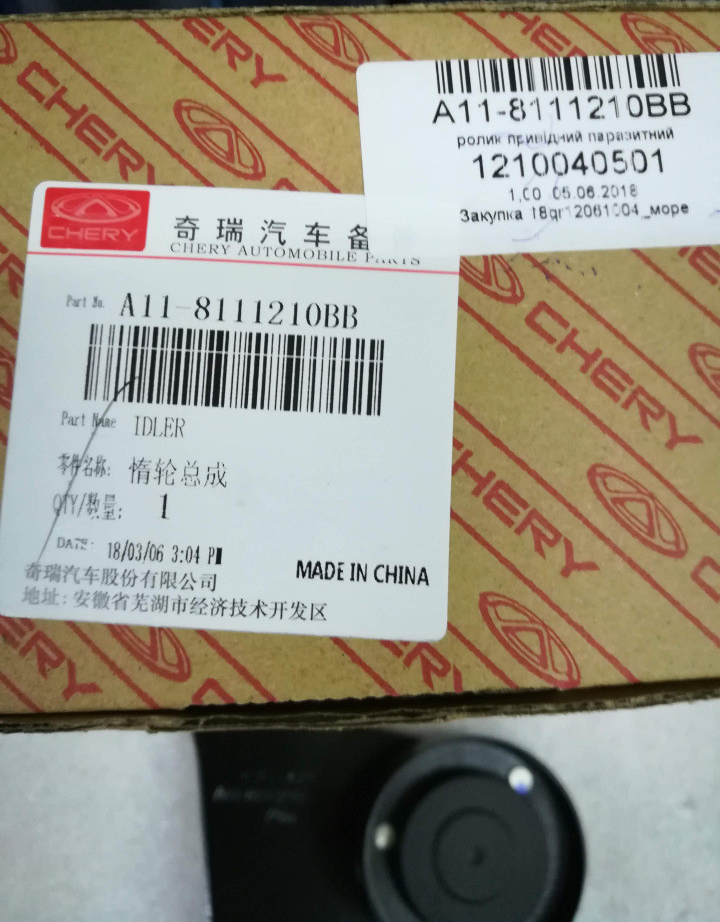 A11-8111210BB
ролик привідний паразитний
1210040501
1,00 05.06.2018
Закупка 18qr12061004_море
CHERY
奇瑞汽车备
CHERY AUTOMOBILE PARTS
Part No. A11-8111210BB
Part Name IDLER
零件名称: 惰轮总成
QTY/数量: 1
DATE: 18/03/06 3:04 PM
MADE IN CHINA
奇瑞汽车股份有限公司
地址:安徽省芜湖市经济技术开发区
CHERY
CHERY
CHERY
CHERY
CHERY